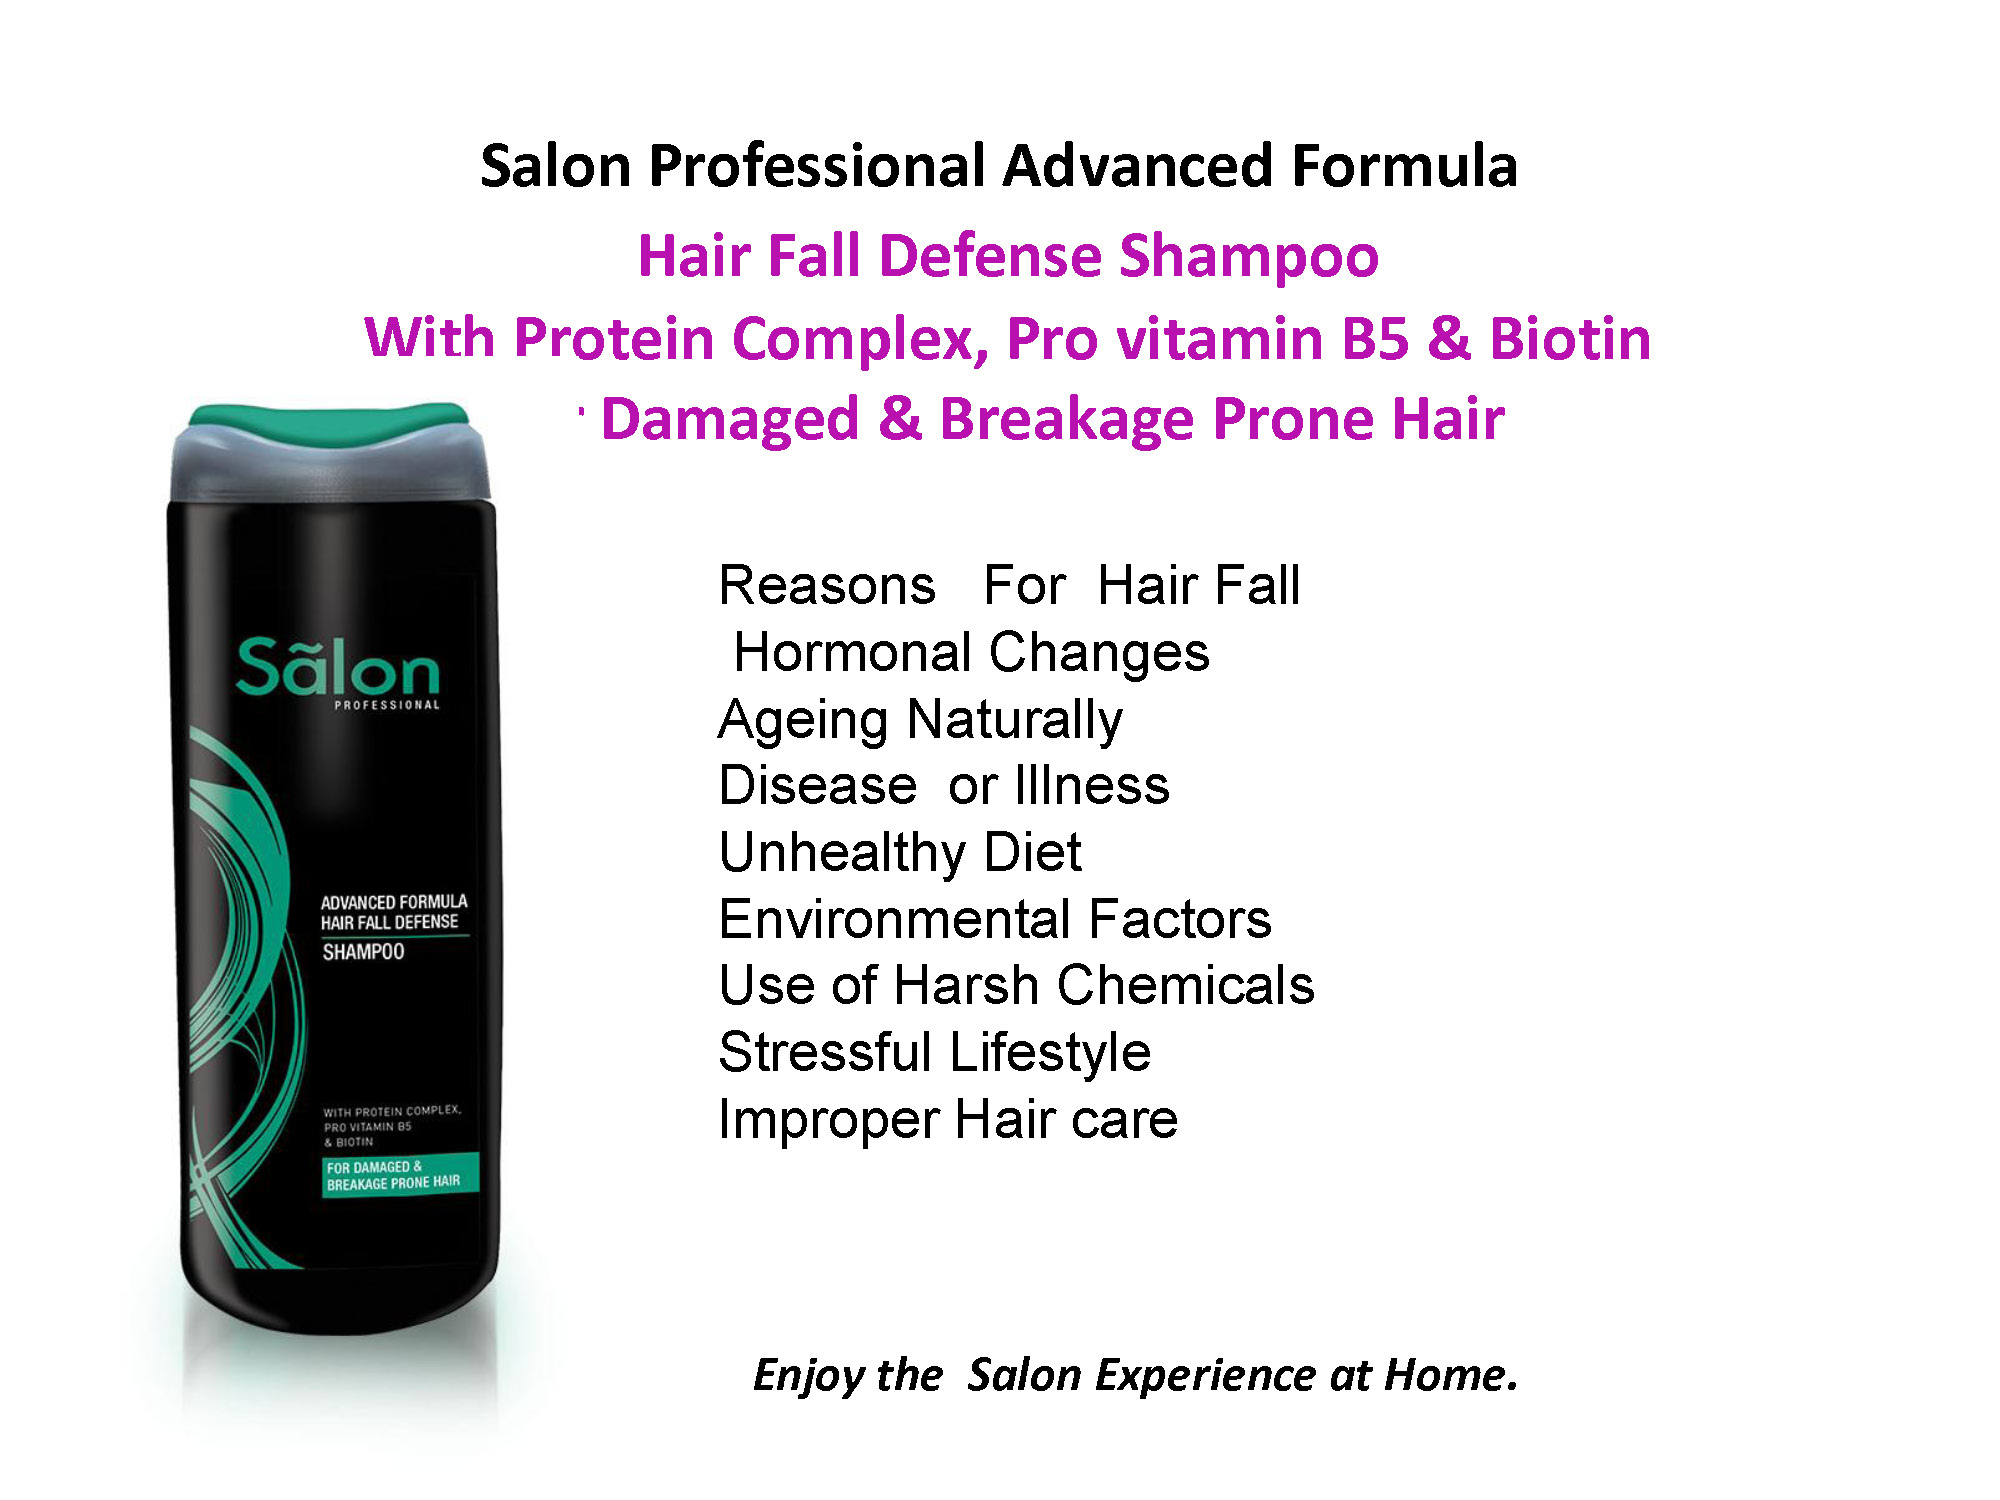 Salon Professional Advanced Formula
Hair Fall Defense Shampoo
With Protein Complex, Pro vitamin B5 & Biotin
Damaged & Breakage Prone Hair
Sãlon
PROFESSIONAL
ADVANCED FORMULA
HAIR FALL DEFENSE
SHAMPOO
WITH PROTEIN COMPLEX,
PRO VITAMIN B5
& BIOTIN
FOR DAMAGED &
BREAKAGE PRONE HAIR
Reasons For Hair Fall
Hormonal Changes
Ageing Naturally
Disease or Illness
Unhealthy Diet
Environmental Factors
Use of Harsh Chemicals
Stressful Lifestyle
Improper Hair care
Enjoy the Salon Experience at Home.